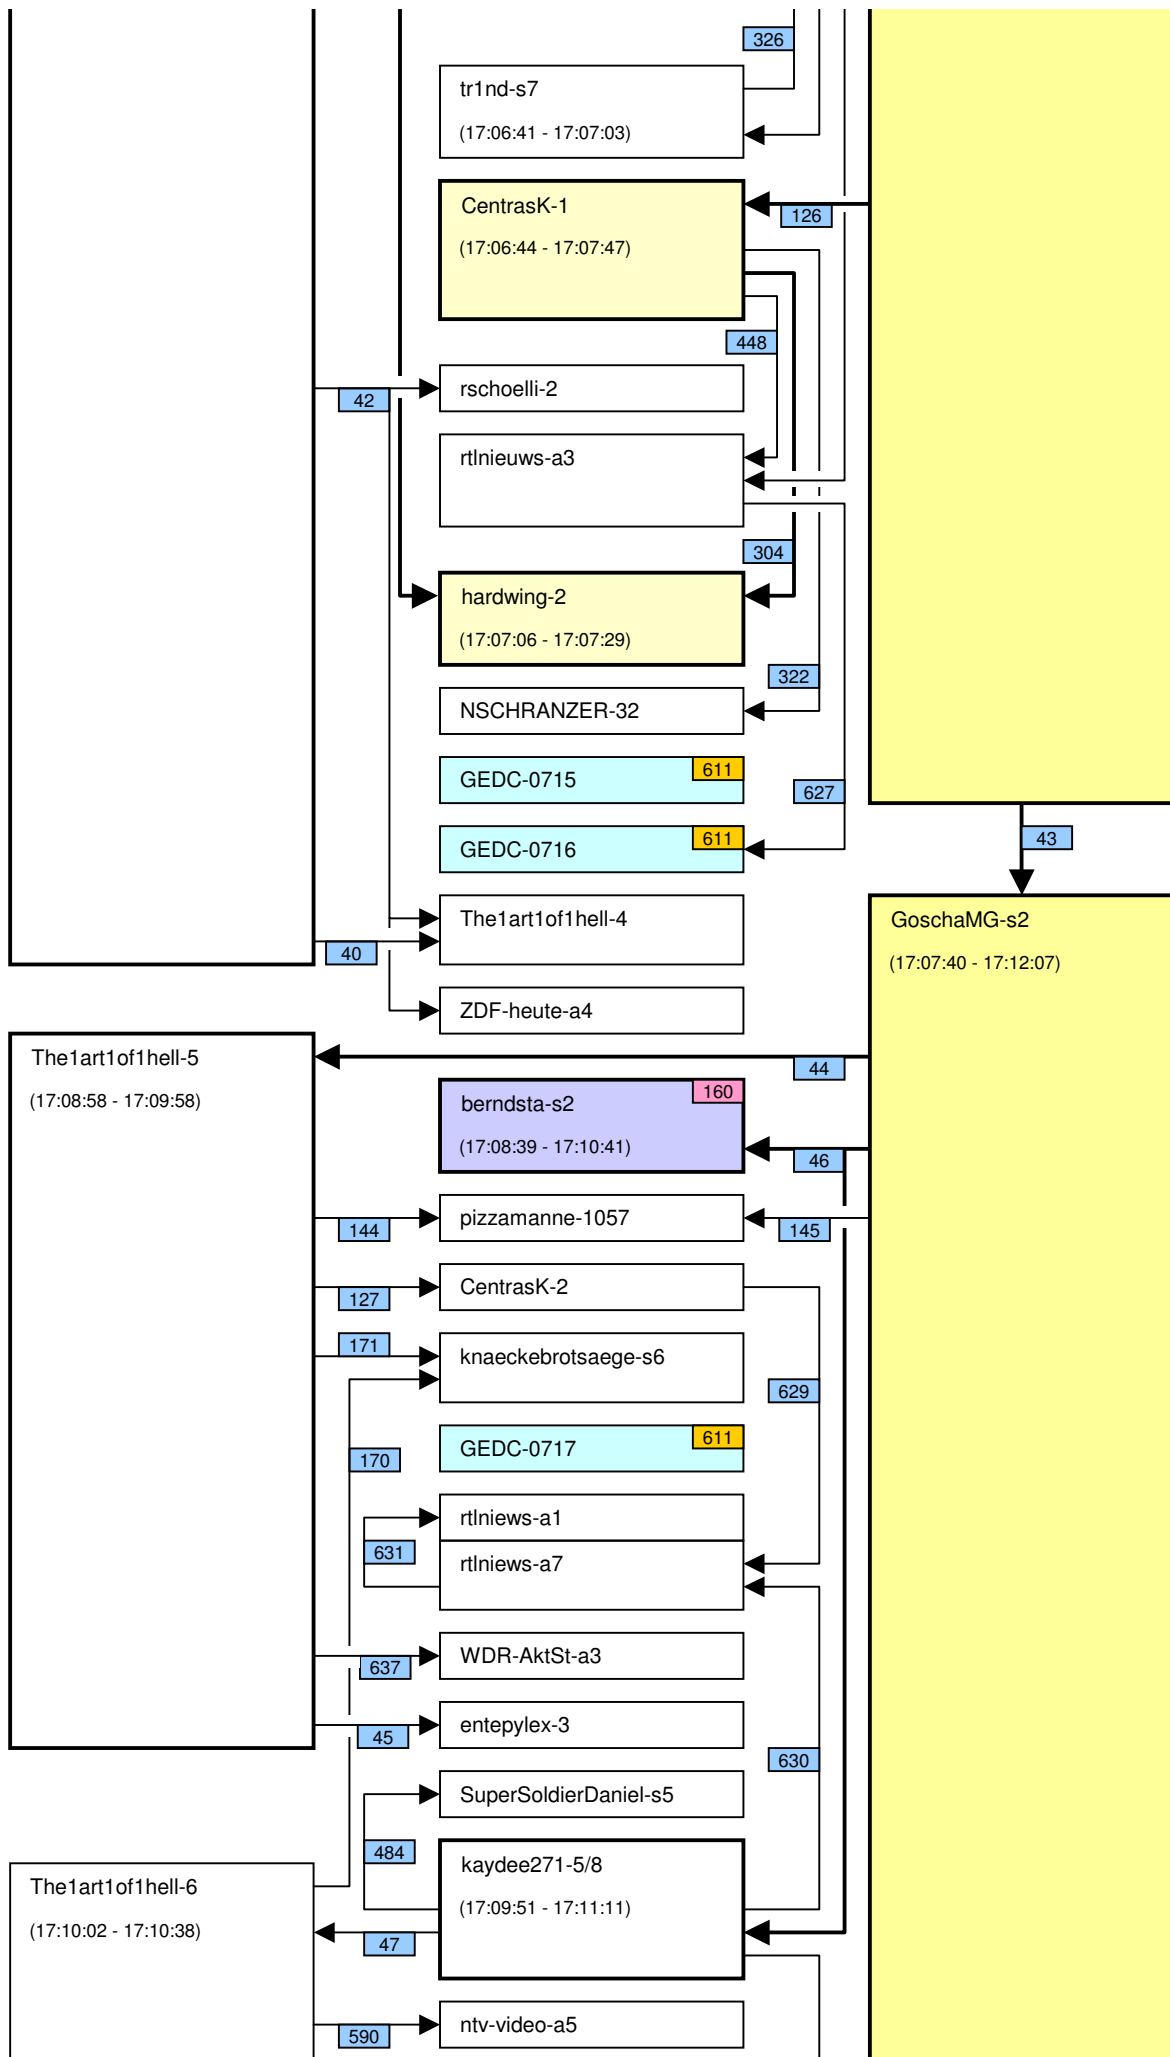 326
tr1nd-s7
(17:06:41 - 17:07:03)
CentrasK-1
126
(17:06:44 - 17:07:47)
448
rschoelli-2
42
rtlnieuws-a3
304
hardwing-2
(17:07:06 - 17:07:29)
322
NSCHRANZER-32
611
GEDC-0715
627
611
GEDC-0716
43
The1art1of1hell-4
GoschaMG-s2
40
(17:07:40 - 17:12:07)
ZDF-heute-a4
The1art1of1hell-5
44
160
(17:08:58 - 17:09:58)
berndsta-s2
(17:08:39 - 17:10:41)
46
pizzamanne-1057
144
145
CentrasK-2
127
171
knaeckebrotsaege-s6
629
611
GEDC-0717
170
rtlniews-a1
631
rtlniews-a7
WDR-AktSt-a3
637
entepylex-3
45
630
SuperSoldierDaniel-s5
484
kaydee271-5/8
The1art1of1hell-6
(17:09:51 - 17:11:11)
(17:10:02 - 17:10:38)
47
ntv-video-a5
590